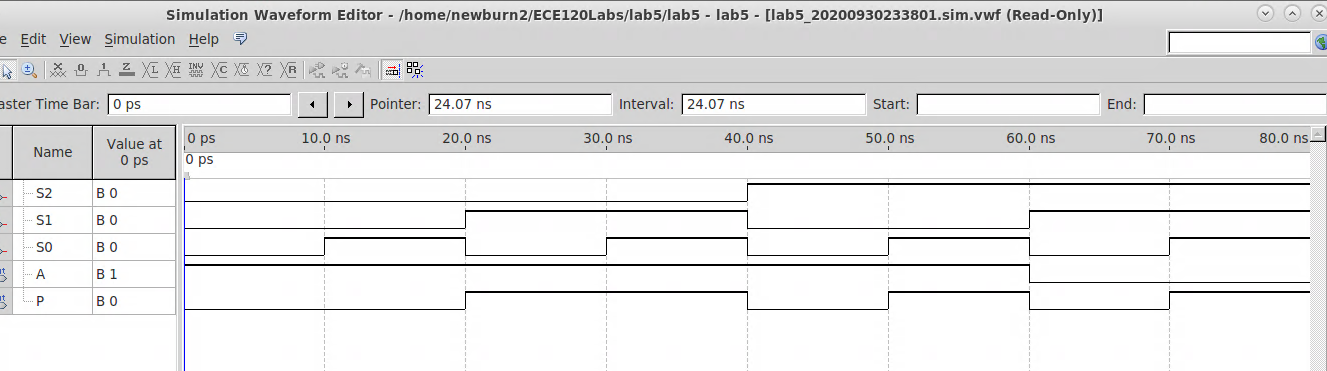 Simulation Waveform Editor - /home/newburn2/ECE120Labs/lab5/lab5 - lab5 - [lab5_20200930233801.sim.vwf (Read-Only)]
e Edit View Simulation Help
aster Time Bar: 0 ps Pointer: 24.07 ns Interval: 24.07 ns Start: End:
Name Value at 0 ps 0 ps 10.0 ns 20.0 ns 30.0 ns 40.0 ns 50.0 ns 60.0 ns 70.0 ns 80.0 ns
0 ps
S2 B 0
S1 B 0
S0 B 0
A B 1
P B 0